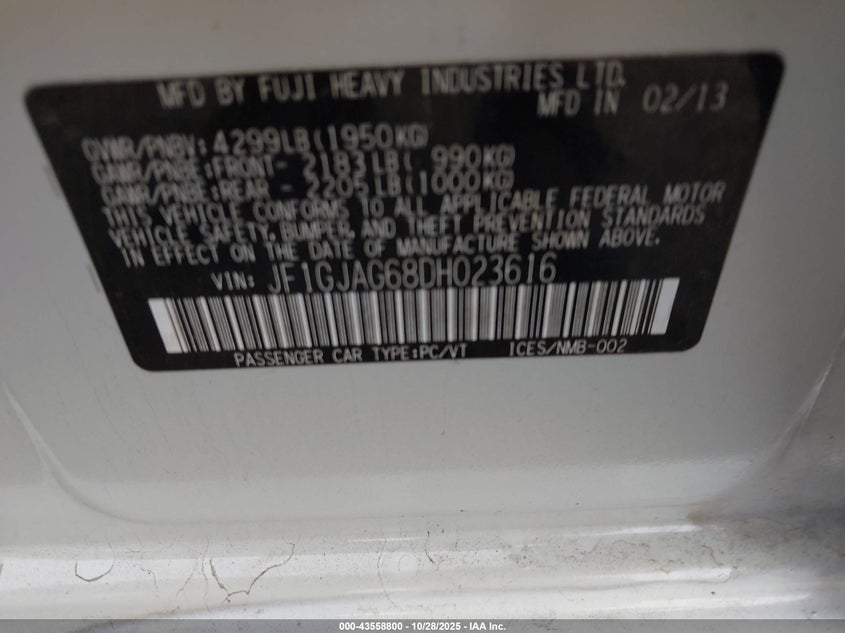 MFD BY FUJI HEAVY INDUSTRIES LTD.
MFD IN 02/13
GVWR/PNBV: 4299LB(1950KG)
GAWR/PNBE:FRONT- 2183LB( 990KG)
GAWR/PNBE:REAR - 2205LB(1000KG)
THIS VEHICLE CONFORMS TO ALL APPLICABLE FEDERAL MOTOR
VEHICLE SAFETY, BUMPER, AND THEFT PREVENTION STANDARDS
IN EFFECT ON THE DATE OF MANUFACTURE SHOWN ABOVE.
VIN: JF1GJAG68DH023616
PASSENGER CAR TYPE:PC/VT ICES/NMB-002
000-43558800 - 10/28/2025 - IAA Inc.